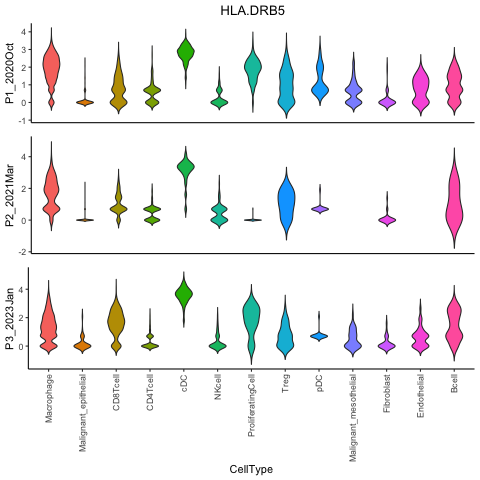 HLA.DRB5
P1_2020Oct
4
3
2
1
0
-1
P2_2021Mar
4
2
0
-2
P3_2023Jan
4
2
0
Macrophage
Malignant_epithelial
CD8Tcell
CD4Tcell
cDC
NKcell
ProliferatingCell
Treg
pDC
Malignant_mesothelial
Fibroblast
Endothelial
Bcell
CellType